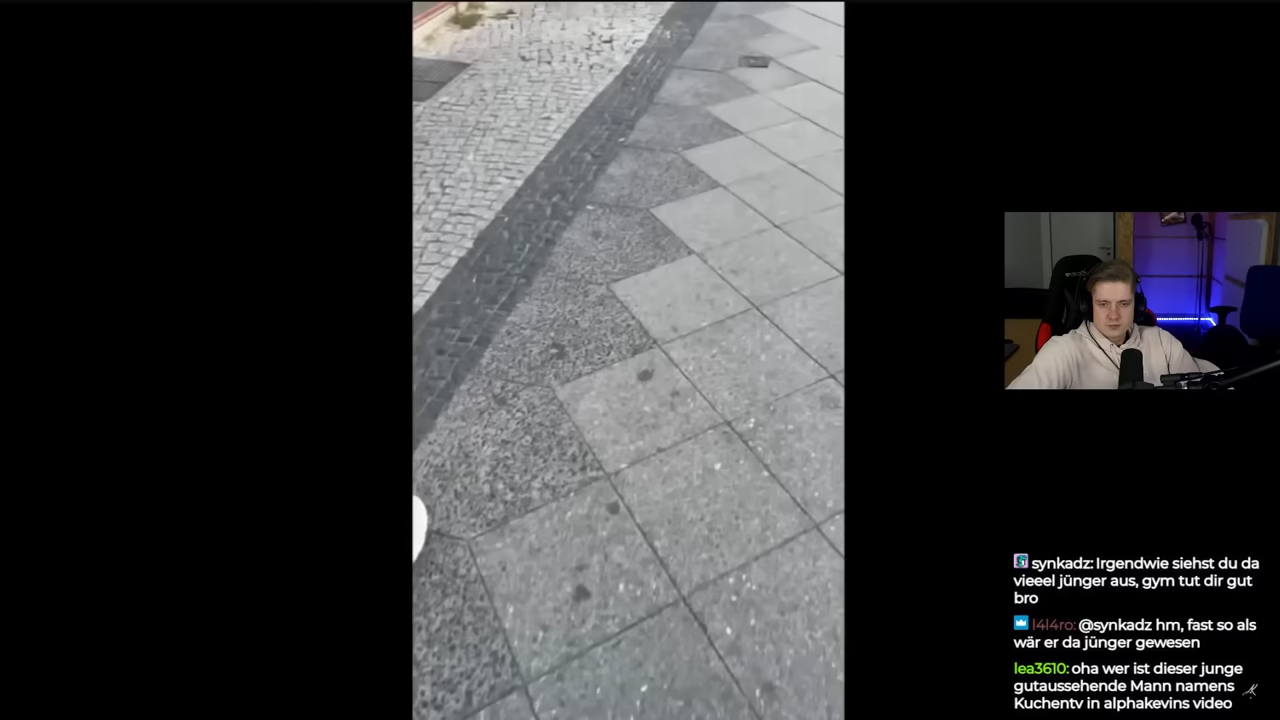 synkadz: Irgendwie siehst du da
vieeel jünger aus, gym tut dir gut
bro
l4l4ro: @synkadz hm, fast so als
wär er da jünger gewesen
lea3610: oha wer ist dieser junge
gutaussehende Mann namens
Kuchentv in alphakevins video